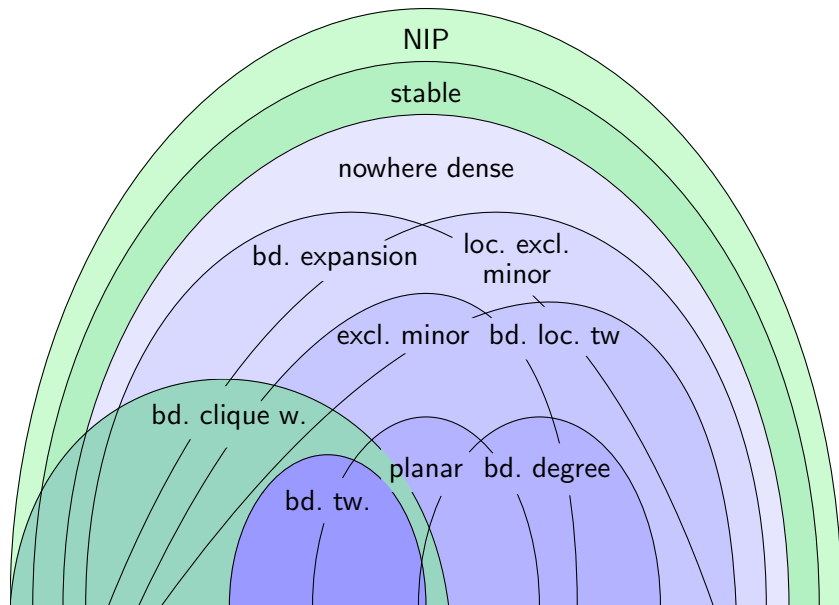 NIP
stable
nowhere dense
bd. expansion
loc. excl.
minor
excl. minor
bd. loc. tw
bd. clique w.
planar
bd. degree
bd. tw.